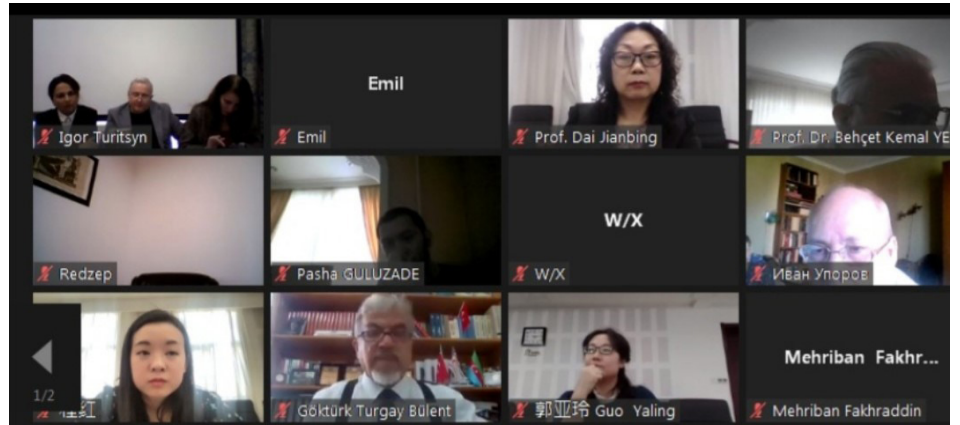 Igor Turitsyn
Emil
Emil
Prof. Dai Jianbing
Prof. Dr. Behçet Kemal YE
Redzep
Pasha GULUZADE
W/X
W/X
Иван Упоров
1/2
Göktürk Turgay Bülent
郭亚玲 Guo Yaling
Mehriban Fakhr...
Mehriban Fakhraddin